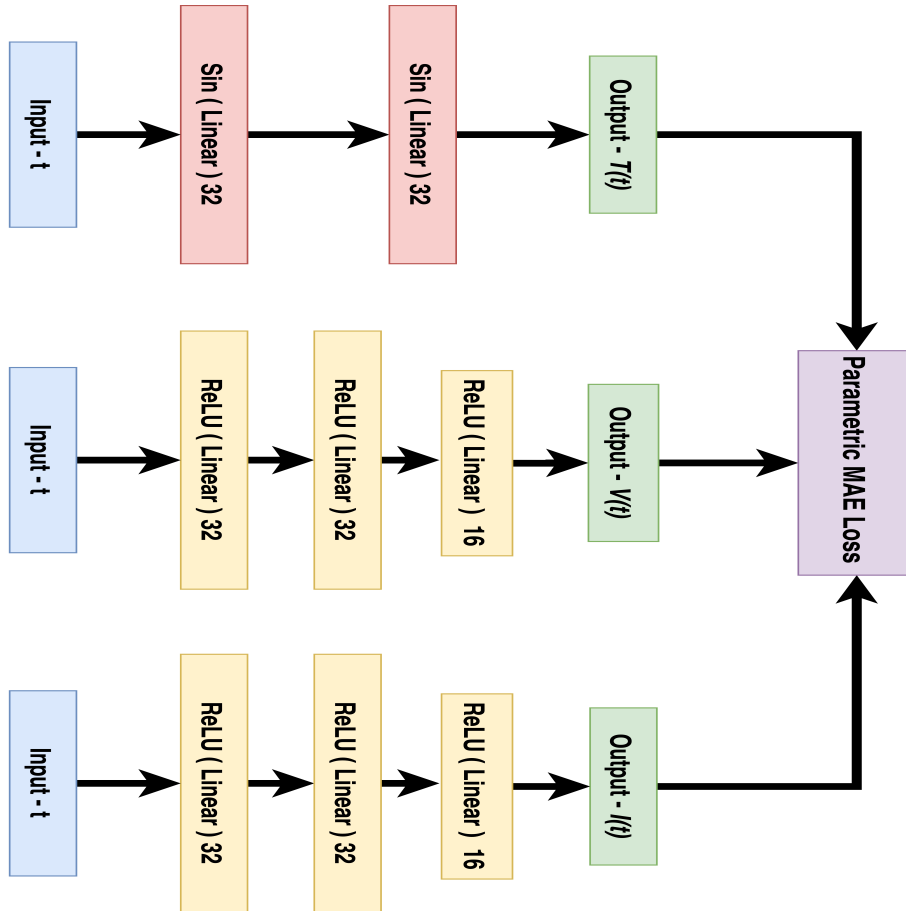 Input - t
Sin ( Linear ) 32
Sin ( Linear ) 32
Output - T(t)
Parametric MAE Loss
Input - t
ReLU ( Linear ) 32
ReLU ( Linear ) 32
ReLU ( Linear ) 16
Output - V(t)
Input - t
ReLU ( Linear ) 32
ReLU ( Linear ) 32
ReLU ( Linear ) 16
Output - I(t)